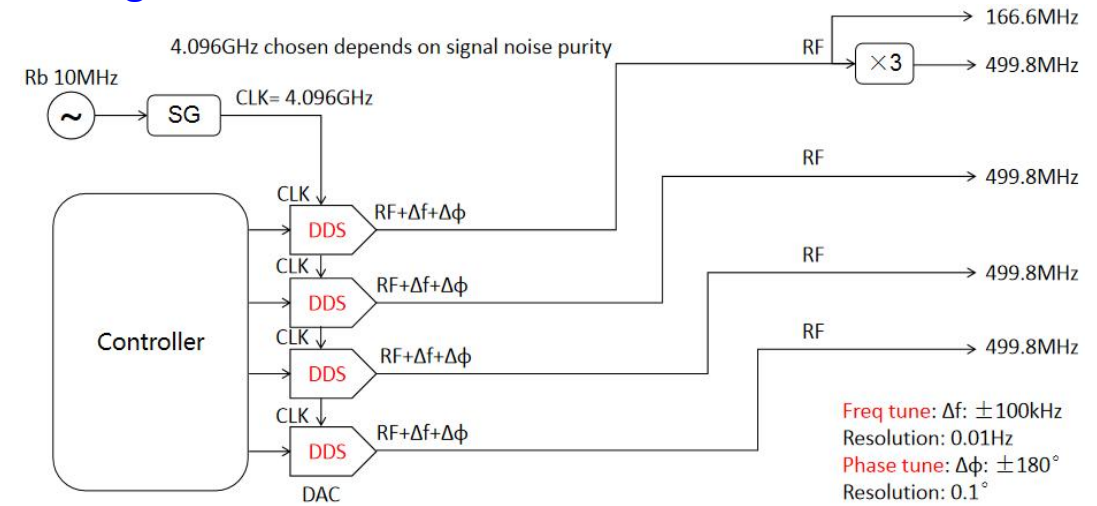 166.6MHz
4.096GHz chosen depends on signal noise purity
RF
×3
499.8MHz
Rb 10MHz
~
SG
CLK= 4.096GHz
RF
499.8MHz
CLK
DDS
RF+Δf+Δϕ
CLK
DDS
RF+Δf+Δϕ
RF
499.8MHz
Controller
CLK
DDS
RF+Δf+Δϕ
RF
499.8MHz
CLK
DDS
RF+Δf+Δϕ
DAC
Freq tune: Δf: ±100kHz
Resolution: 0.01Hz
Phase tune: Δϕ: ±180°
Resolution: 0.1°